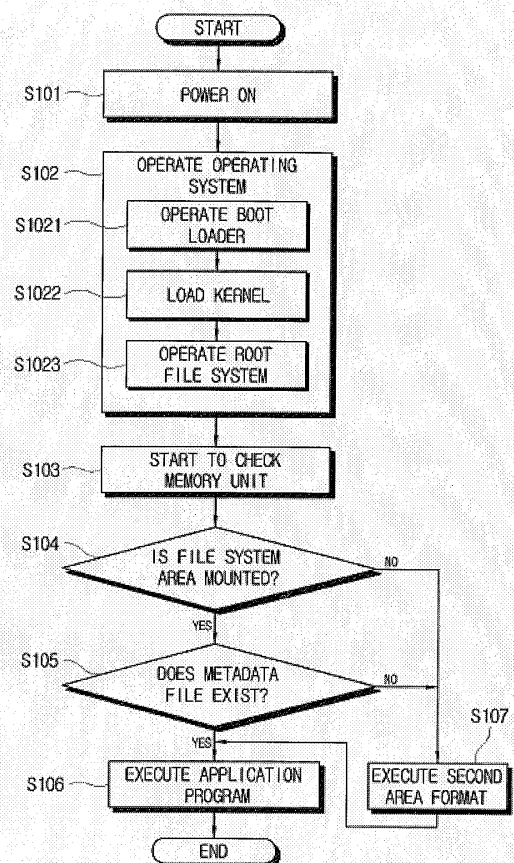 START
S101
POWER ON
S102
OPERATE OPERATING
SYSTEM
S1021
OPERATE BOOT
LOADER
S1022
LOAD KERNEL
S1023
OPERATE ROOT
FILE SYSTEM
S103
START TO CHECK
MEMORY UNIT
S104
IS FILE SYSTEM
AREA MOUNTED?
NO
YES
S105
DOES METADATA
FILE EXIST?
NO
YES
S107
S106
EXECUTE APPLICATION
PROGRAM
EXECUTE SECOND
AREA FORMAT
END